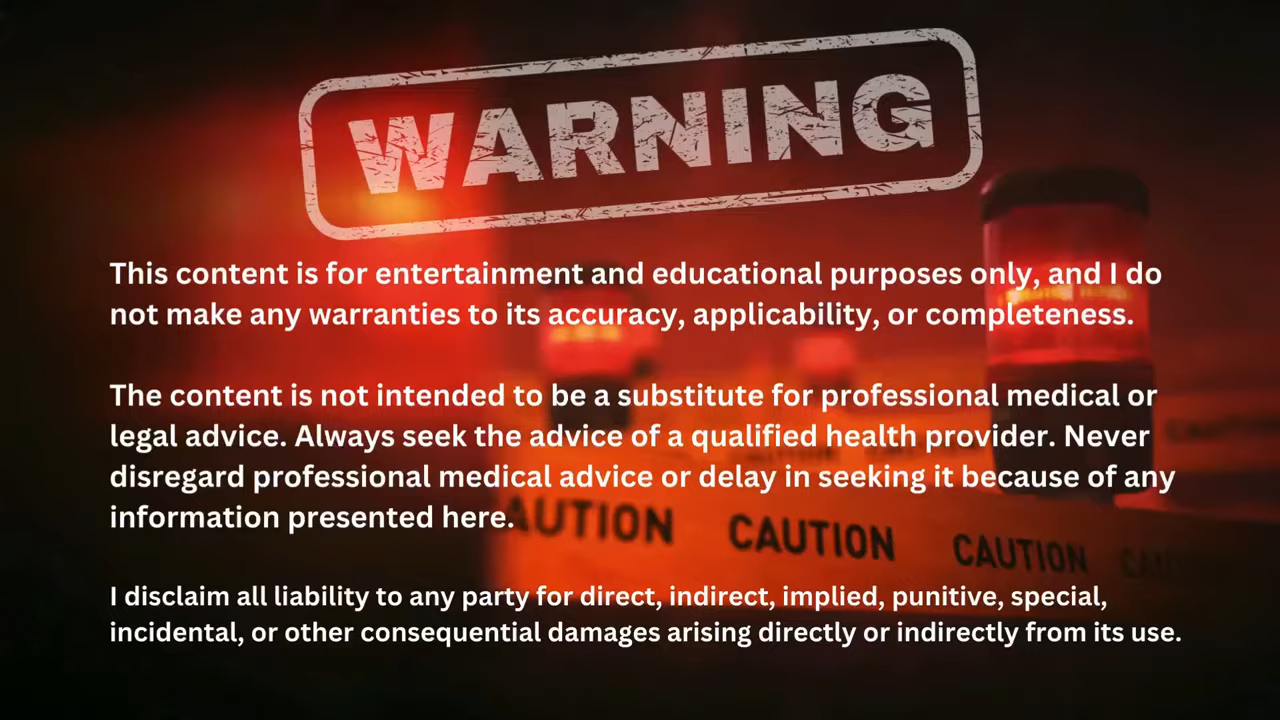 WARNING
This content is for entertainment and educational purposes only, and I do
not make any warranties to its accuracy, applicability, or completeness.
The content is not intended to be a substitute for professional medical or
legal advice. Always seek the advice of a qualified health provider. Never
disregard professional medical advice or delay in seeking it because of any
information presented here.
AUTION CAUTION CAUTION
I disclaim all liability to any party for direct, indirect, implied, punitive, special,
incidental, or other consequential damages arising directly or indirectly from its use.